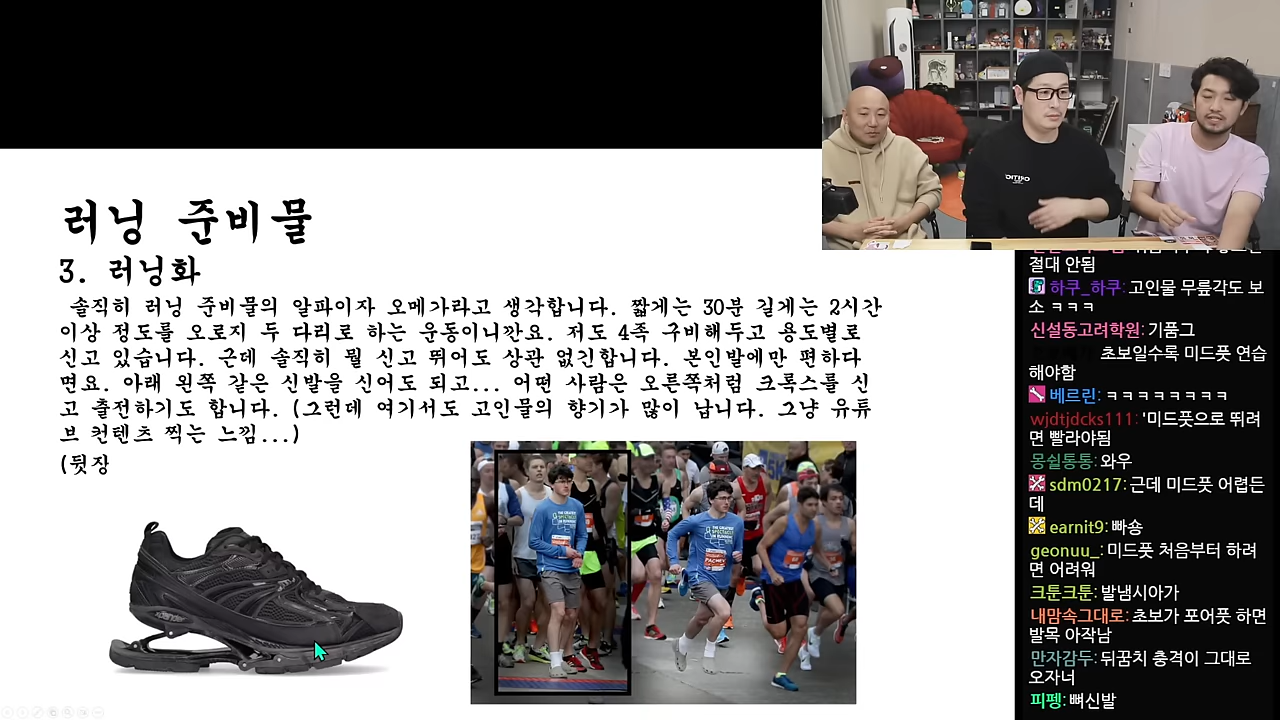 러닝 준비물
3. 러닝화
솔직히 러닝 준비물의 알파이자 오메가라고 생각합니다. 짧게는 30분 길게는 2시간
이상 정도를 오로지 두 다리로 하는 운동이니깐요. 저도 4족 구비해두고 용도별로
신고 있습니다. 근데 솔직히 뭘 신고 뛰어도 상관 없긴합니다. 본인발에만 편하다
면요. 아래 왼쪽 같은 신발을 신어도 되고... 어떤 사람은 오른쪽처럼 크록스를 신
고 출전하기도 합니다. (그런데 여기서도 고인물의 향기가 많이 납니다. 그냥 유튜
브 컨텐츠 찍는 느낌...)
(뒷장
절대 안됨
하쿠_하쿠: 고인물 무릎각도 보
소 ㅋㅋㅋ
신설동고려학원: 기품그
초보일수록 미드풋 연습
해야함
베르린: ㅋㅋㅋㅋㅋㅋㅋㅋ
wjdtjdcks111: '미드풋으로 뛰려
면 빨라야됨
몽쉴통통: 와우
sdm0217: 근데 미드풋 어렵든
데
earnit9: 빠숑
geonuu_: 미드풋 처음부터 하려
면 어려워
크툰크툰: 발냄시아가
내맘속그대로: 초보가 포어풋 하면
발목 아작남
만자감두: 뒤꿈치 충격이 그대로
오자너
피펭: 뼈신발